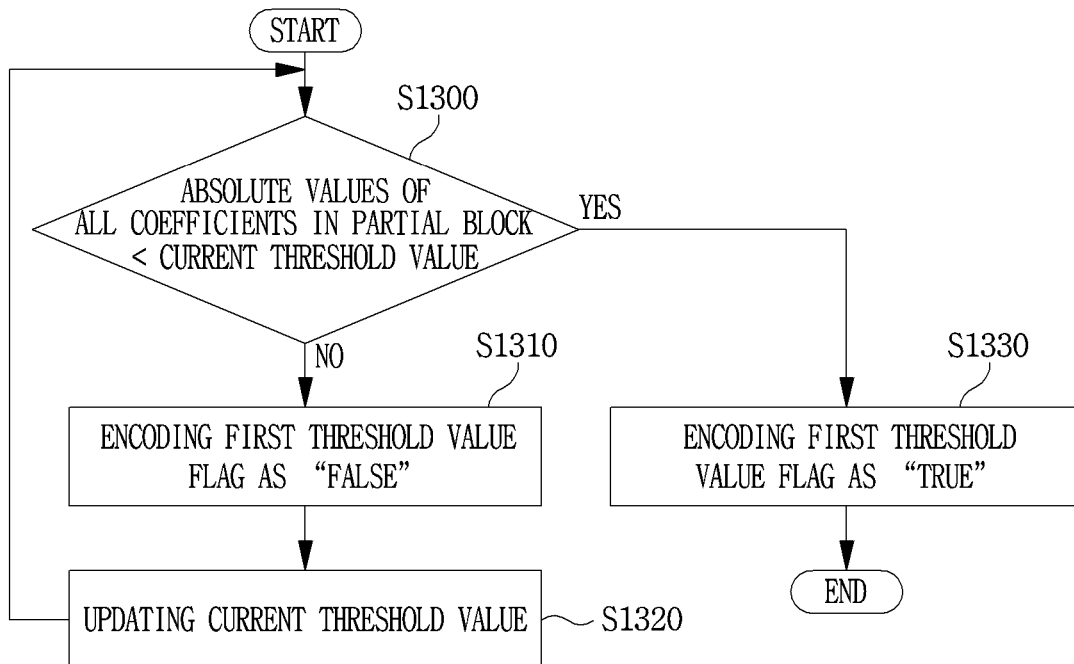 START
S1300
ABSOLUTE VALUES OF
ALL COEFFICIENTS IN PARTIAL BLOCK
< CURRENT THRESHOLD VALUE
YES
NO
S1310
S1330
ENCODING FIRST THRESHOLD VALUE
FLAG AS “FALSE”
ENCODING FIRST THRESHOLD
VALUE FLAG AS “TRUE”
UPDATING CURRENT THRESHOLD VALUE
S1320
END